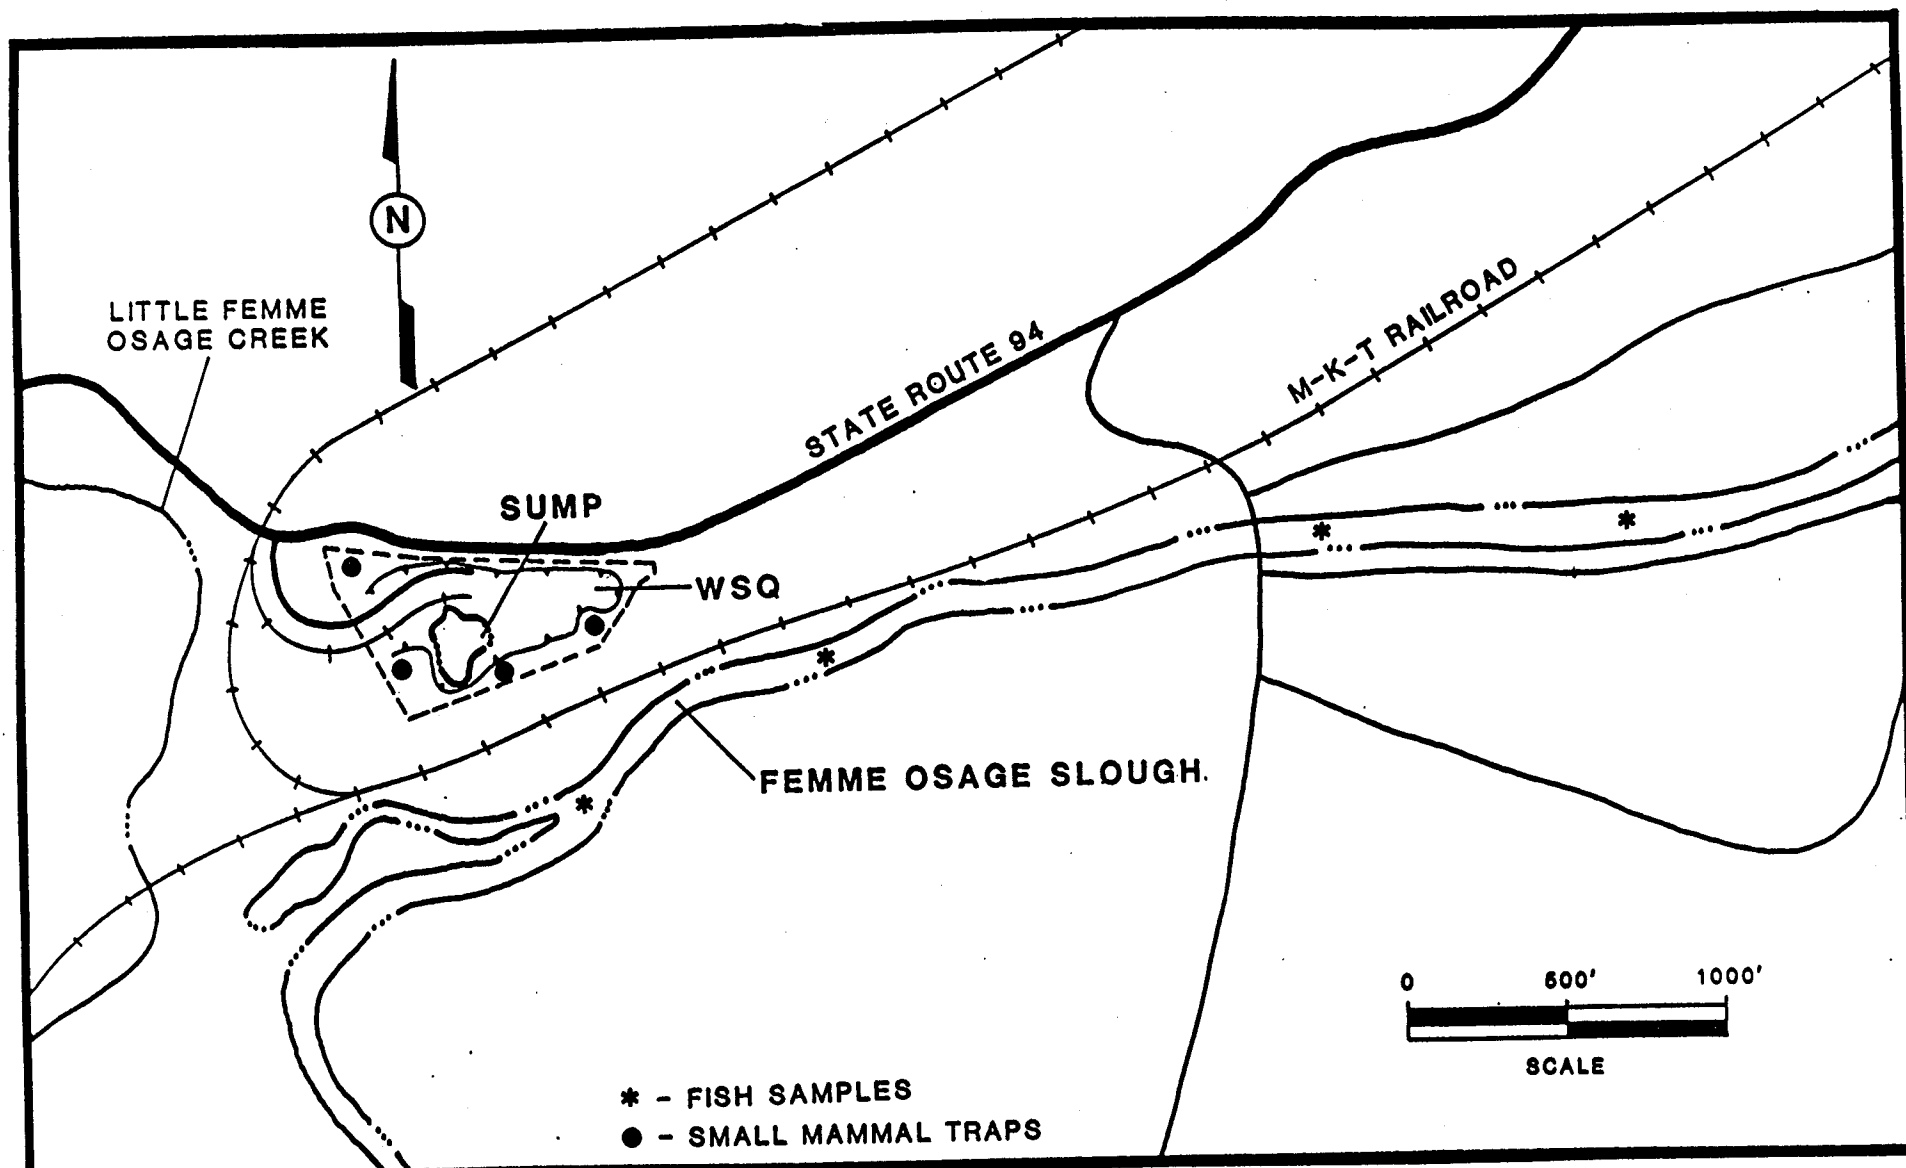 N
LITTLE FEMME
OSAGE CREEK
STATE ROUTE 94
M-K-T RAILROAD
SUMP
WSQ
FEMME OSAGE SLOUGH
0 500' 1000'
SCALE
* - FISH SAMPLES
● - SMALL MAMMAL TRAPS